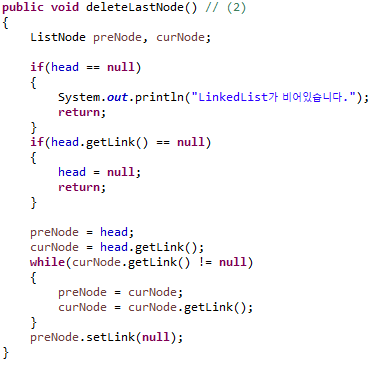 public void deleteLastNode() // (2)
{
    ListNode preNode, curNode;

    if(head == null)
    {
        System.out.println("LinkedList가 비어있습니다.");
        return;
    }
    if(head.getLink() == null)
    {
        head = null;
        return;
    }

    preNode = head;
    curNode = head.getLink();
    while(curNode.getLink() != null)
    {
        preNode = curNode;
        curNode = curNode.getLink();
    }
    preNode.setLink(null);
}